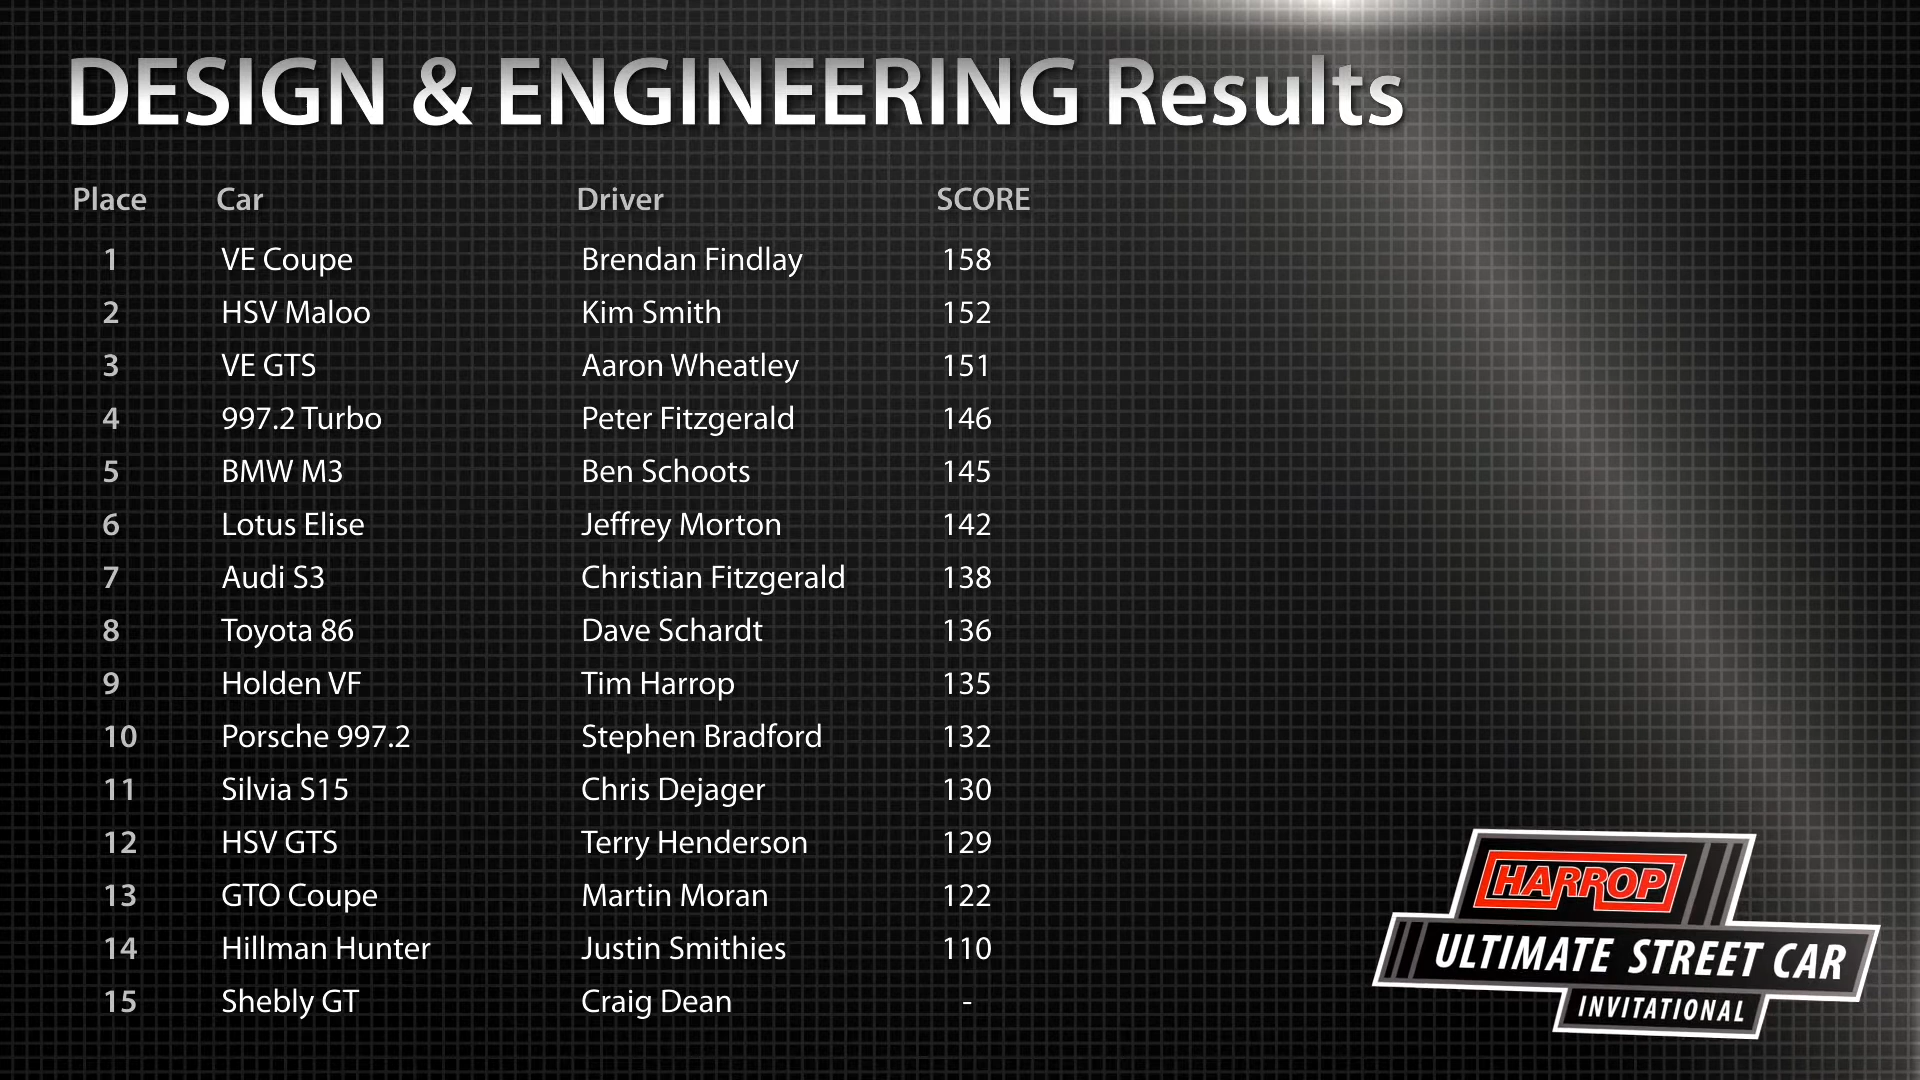 DESIGN & ENGINEERING Results
Place Car Driver SCORE
1 VE Coupe Brendan Findlay 158
2 HSV Maloo Kim Smith 152
3 VE GTS Aaron Wheatley 151
4 997.2 Turbo Peter Fitzgerald 146
5 BMW M3 Ben Schoots 145
6 Lotus Elise Jeffrey Morton 142
7 Audi S3 Christian Fitzgerald 138
8 Toyota 86 Dave Schardt 136
9 Holden VF Tim Harrop 135
10 Porsche 997.2 Stephen Bradford 132
11 Silvia S15 Chris Dejager 130
12 HSV GTS Terry Henderson 129
13 GTO Coupe Martin Moran 122
14 Hillman Hunter Justin Smithies 110
15 Shebly GT Craig Dean -
HARROP
ULTIMATE STREET CAR
INVITATIONAL